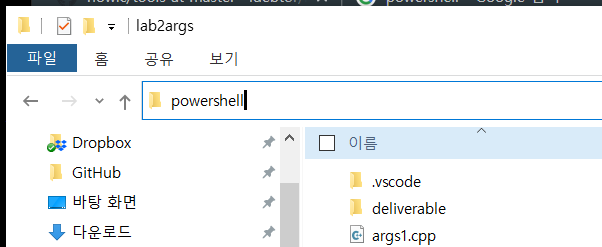 lab2args
파일 홈 공유 보기
powershell
Dropbox
GitHub
바탕 화면
다운로드
이름
.vscode
deliverable
args1.cpp